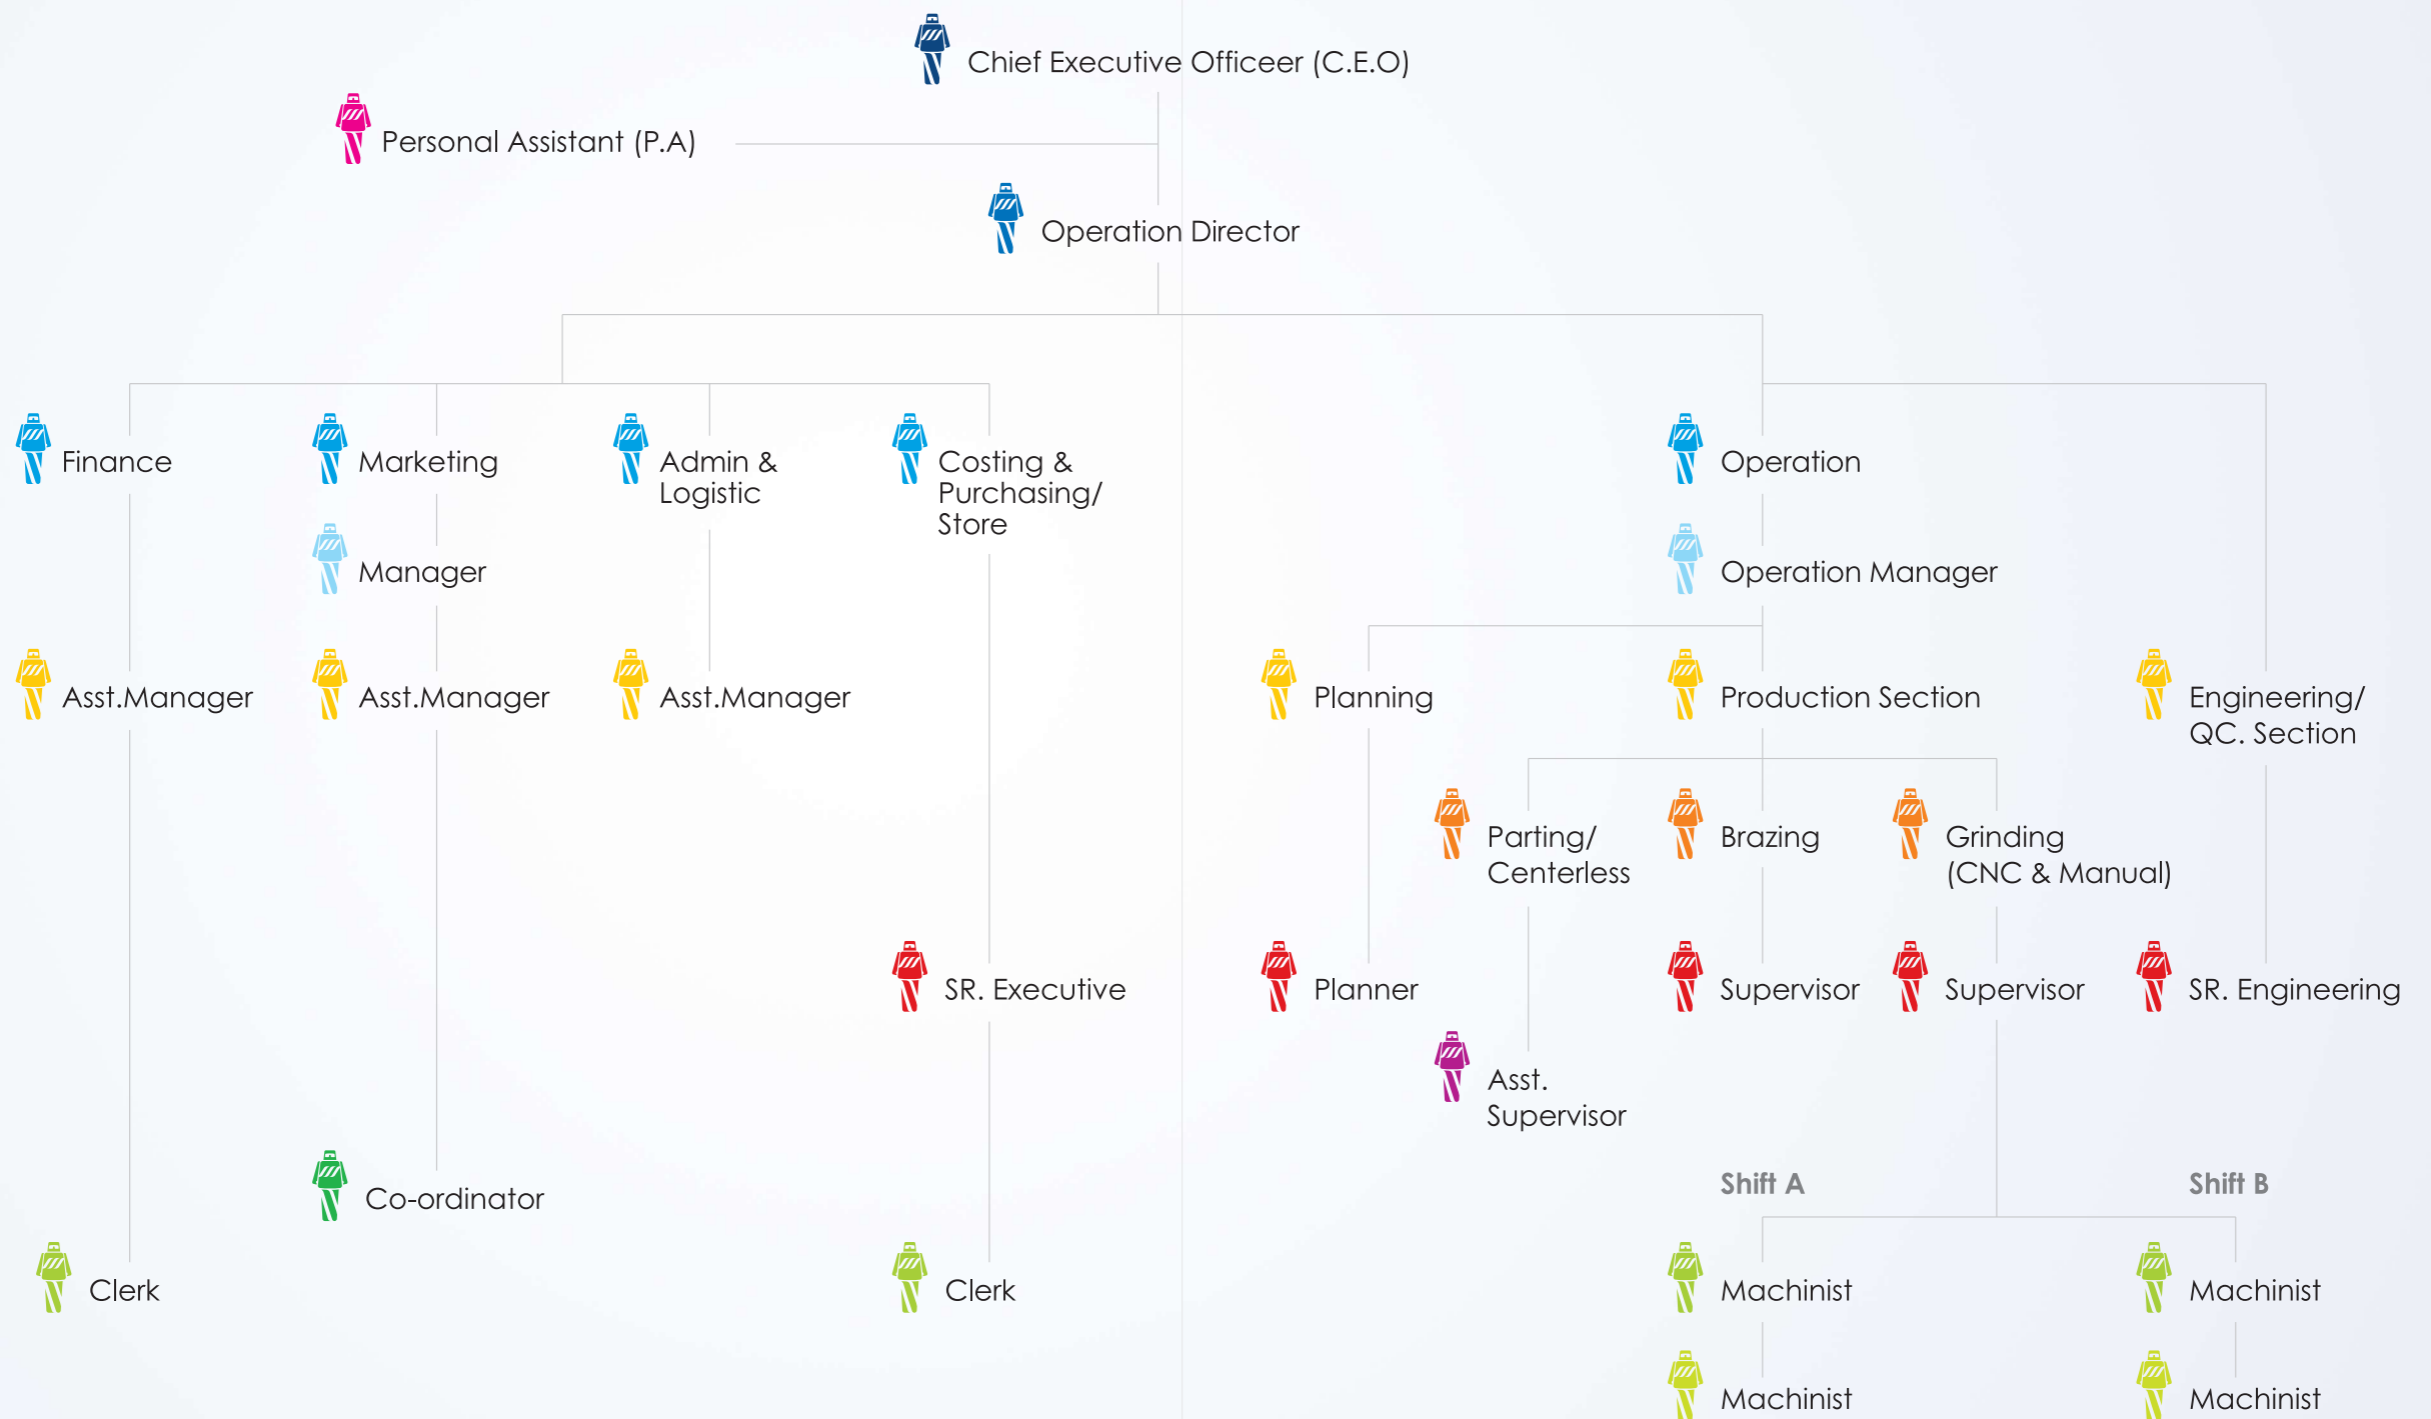 Chief Executive Officeer (C.E.O)
Personal Assistant (P.A)
Operation Director
Finance
Marketing
Admin &
Logistic
Costing &
Purchasing/
Store
Operation
Manager
Operation Manager
Asst.Manager
Asst.Manager
Asst.Manager
Planning
Production Section
Engineering/
QC. Section
Parting/
Centerless
Brazing
Grinding
(CNC & Manual)
SR. Executive
Planner
Supervisor
Supervisor
SR. Engineering
Asst.
Supervisor
Shift A
Shift B
Co-ordinator
Clerk
Clerk
Machinist
Machinist
Machinist
Machinist